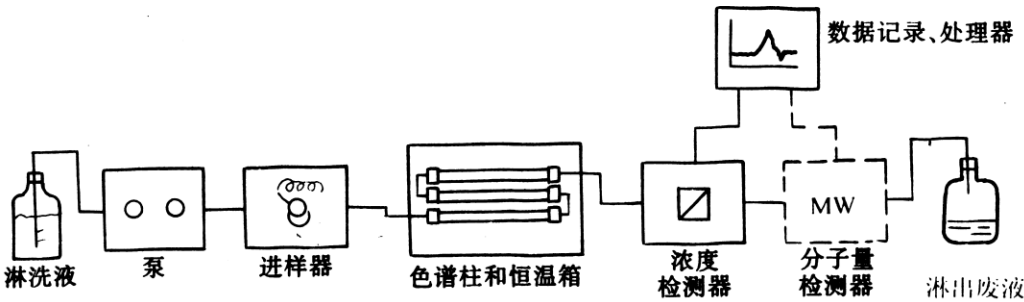 数据记录、处理器
MW
淋洗液
泵
进样器
色谱柱和恒温箱
浓度
检测器
分子量
检测器
淋出废液